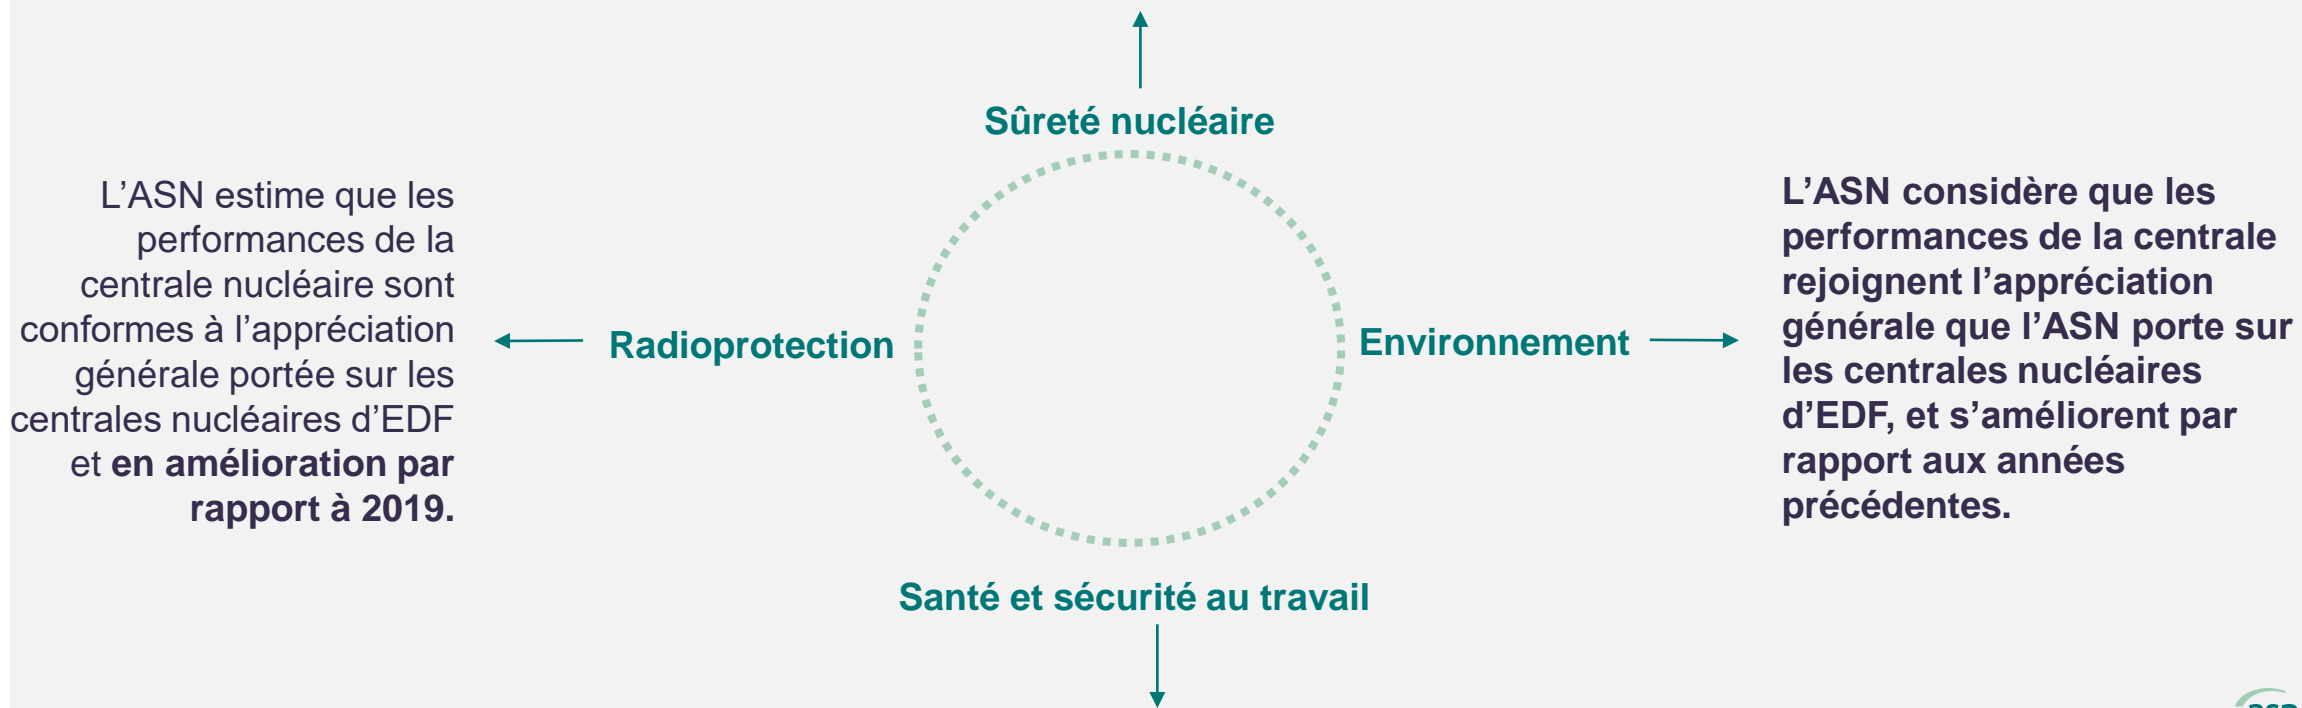 Sûreté nucléaire
L’ASN estime que les
performances de la
centrale nucléaire sont
conformes à l’appréciation
générale portée sur les
centrales nucléaires d’EDF
et en amélioration par
rapport à 2019.
Radioprotection
Environnement
L’ASN considère que les
performances de la centrale
rejoignent l’appréciation
générale que l’ASN porte sur
les centrales nucléaires
d’EDF, et s’améliorent par
rapport aux années
précédentes.
Santé et sécurité au travail